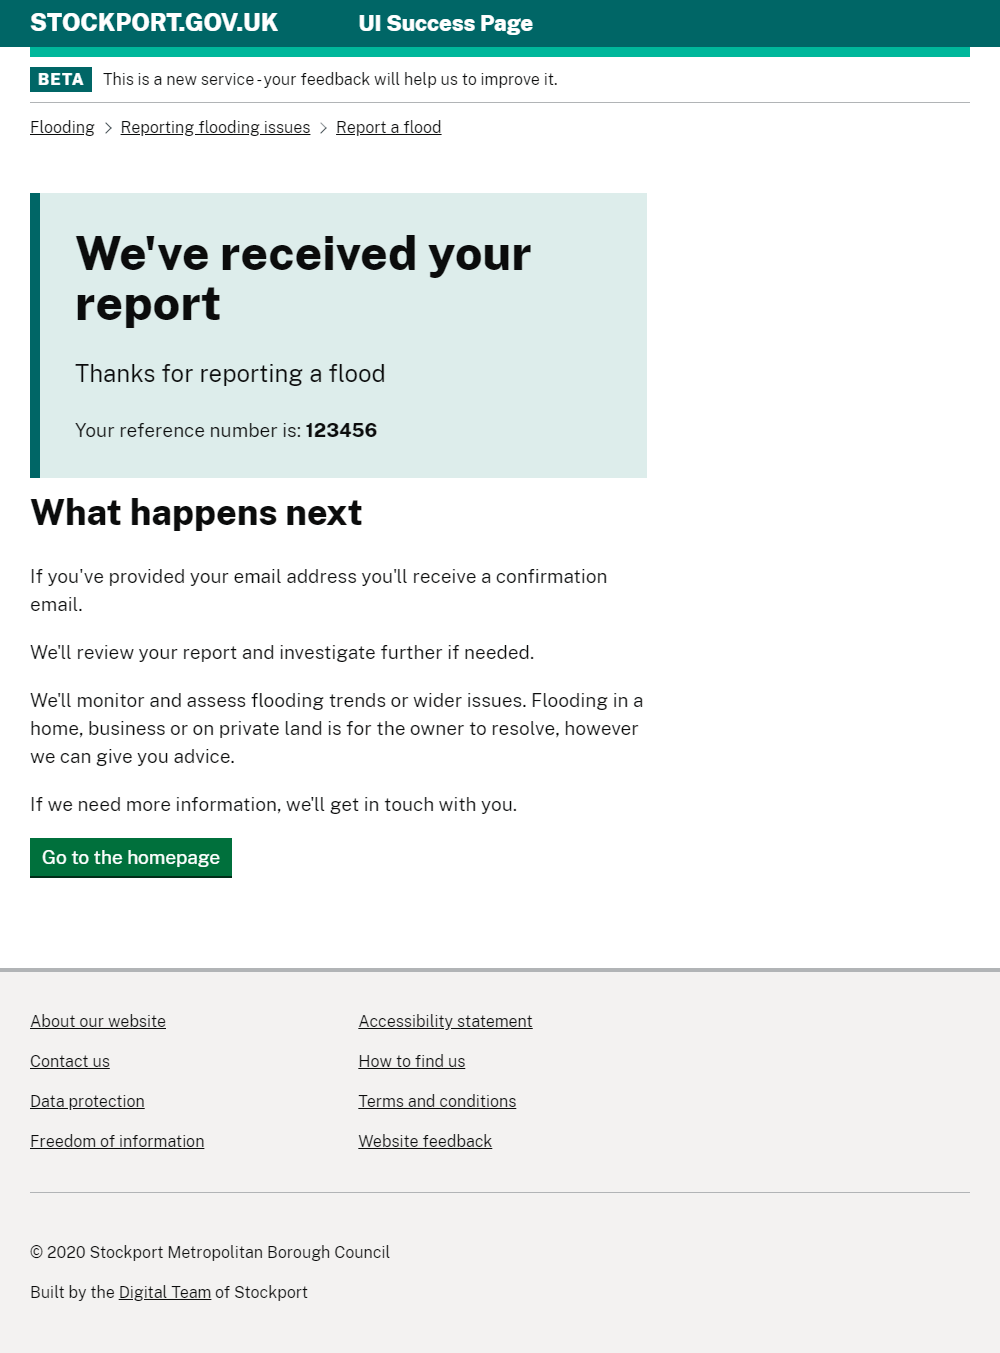 STOCKPORT.GOV.UK
UI Success Page
BETA This is a new service - your feedback will help us to improve it.
Flooding > Reporting flooding issues > Report a flood
We've received your
report
Thanks for reporting a flood
Your reference number is: 123456
What happens next
If you've provided your email address you'll receive a confirmation
email.
We'll review your report and investigate further if needed.
We'll monitor and assess flooding trends or wider issues. Flooding in a
home, business or on private land is for the owner to resolve, however
we can give you advice.
If we need more information, we'll get in touch with you.
Go to the homepage
About our website
Contact us
Data protection
Freedom of information
Accessibility statement
How to find us
Terms and conditions
Website feedback
© 2020 Stockport Metropolitan Borough Council
Built by the Digital Team of Stockport